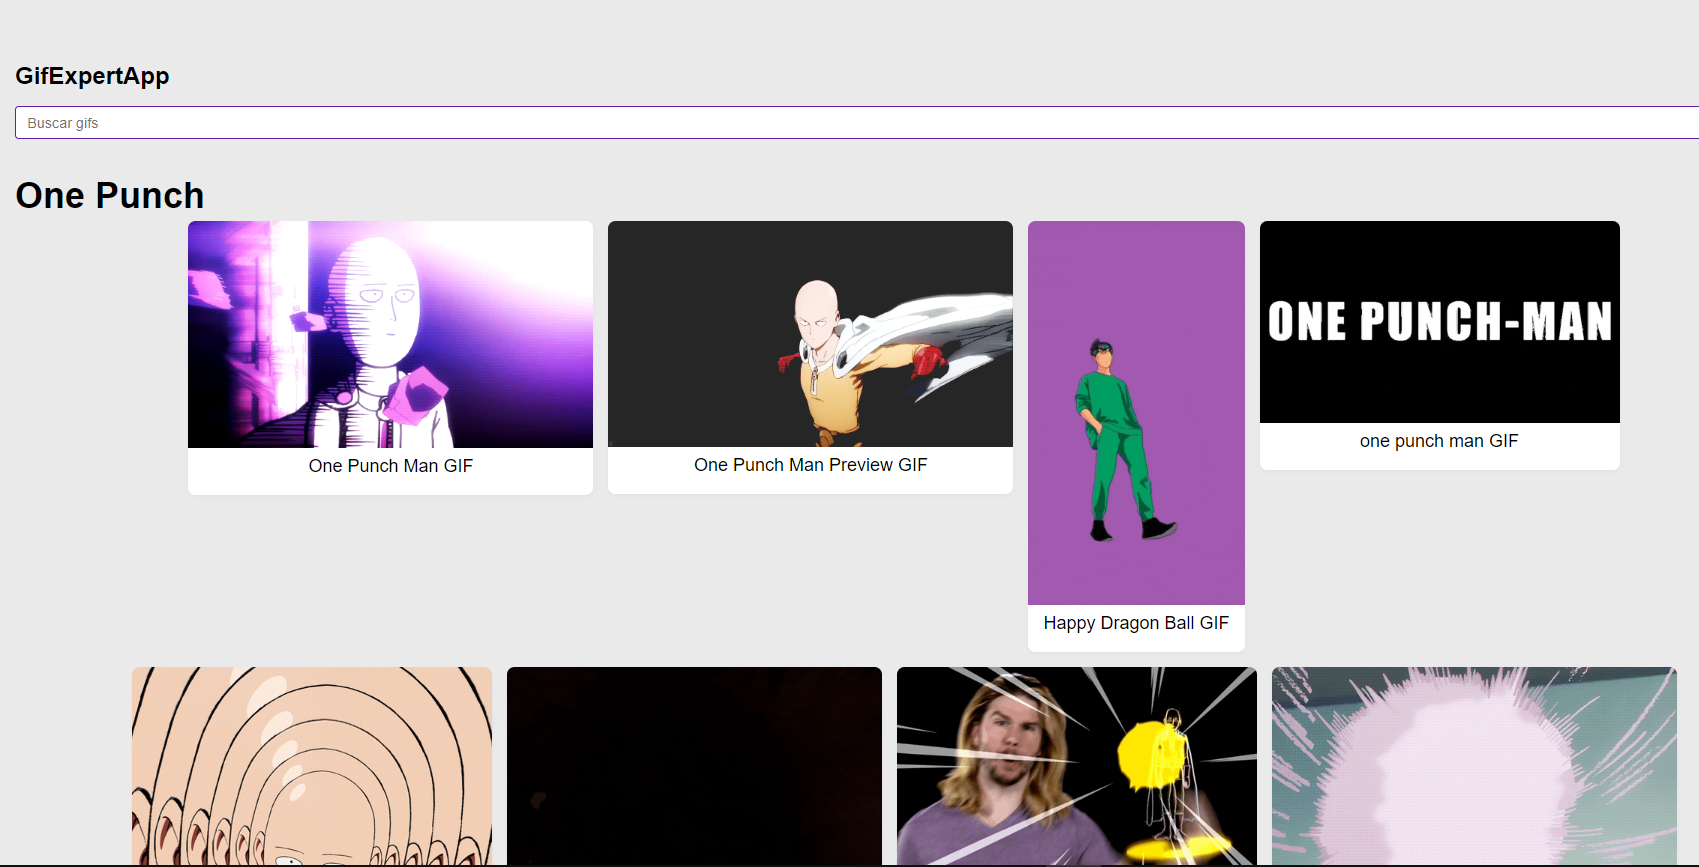 GifExpertApp
Buscar gifs
One Punch
ONE PUNCH-MAN
One Punch Man GIF
One Punch Man Preview GIF
Happy Dragon Ball GIF
one punch man GIF